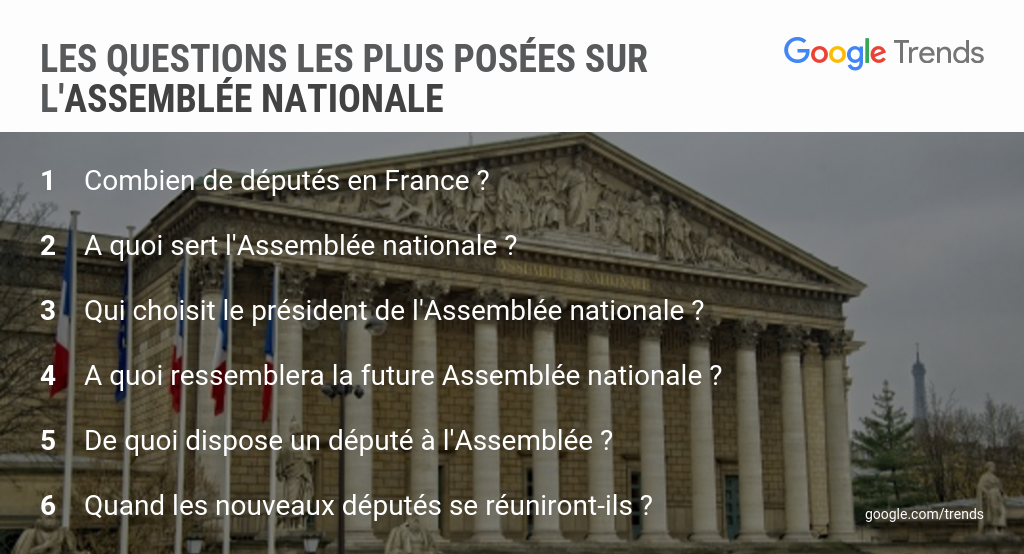 LES QUESTIONS LES PLUS POSÉES SUR
L'ASSEMBLÉE NATIONALE
Google Trends
1 Combien de députés en France ?
2 A quoi sert l'Assemblée nationale ?
3 Qui choisit le président de l'Assemblée nationale ?
4 A quoi ressemblera la future Assemblée nationale ?
5 De quoi dispose un député à l'Assemblée ?
6 Quand les nouveaux députés se réuniront-ils ?
google.com/trends
ASSEMBLEE NATIONALE